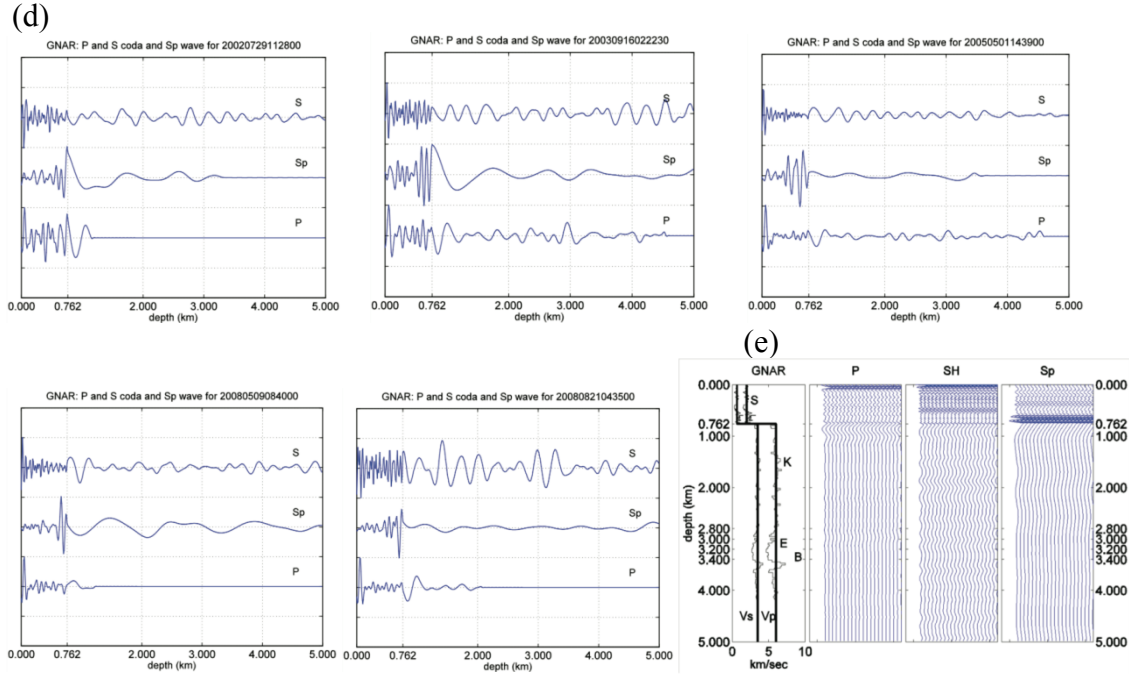 (d)
GNAR: P and S coda and Sp wave for 20020729112800
S
Sp
P
0.000 0.762 2.000 3.000 4.000 5.000
depth (km)
GNAR: P and S coda and Sp wave for 20030916022230
S
Sp
P
0.000 0.762 2.000 3.000 4.000 5.000
depth (km)
GNAR: P and S coda and Sp wave for 20050501143900
S
Sp
P
0.000 0.762 2.000 3.000 4.000 5.000
depth (km)
GNAR: P and S coda and Sp wave for 20080509084000
S
Sp
P
0.000 0.762 2.000 3.000 4.000 5.000
depth (km)
GNAR: P and S coda and Sp wave for 20080821043500
S
Sp
P
0.000 0.762 2.000 3.000 4.000 5.000
depth (km)
(e)
GNAR P SH Sp
0.000 0.000
S
0.762 0.762
1.000 1.000
K
2.000 2.000
2.800 2.800
3.000 E 3.000
3.200 B 3.200
3.400 3.400
4.000 4.000
Vs Vp
5.000 5.000
depth (km)
0 5 10
km/sec